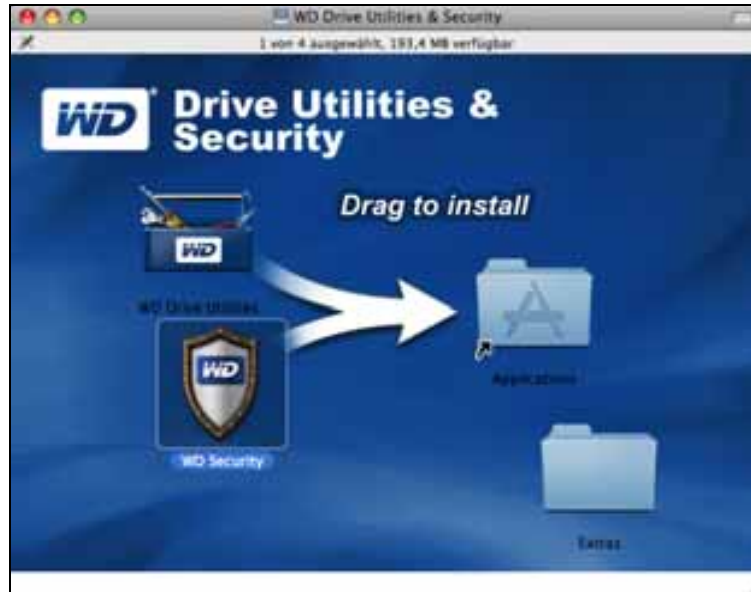 WD Drive Utilities & Security
1 von 4 ausgewählt, 193,4 MB verfügbar
WD
Drive Utilities &
Security
Drag to install
WD
WD Drive Utilities
WD
WD Security
Applications
Extras